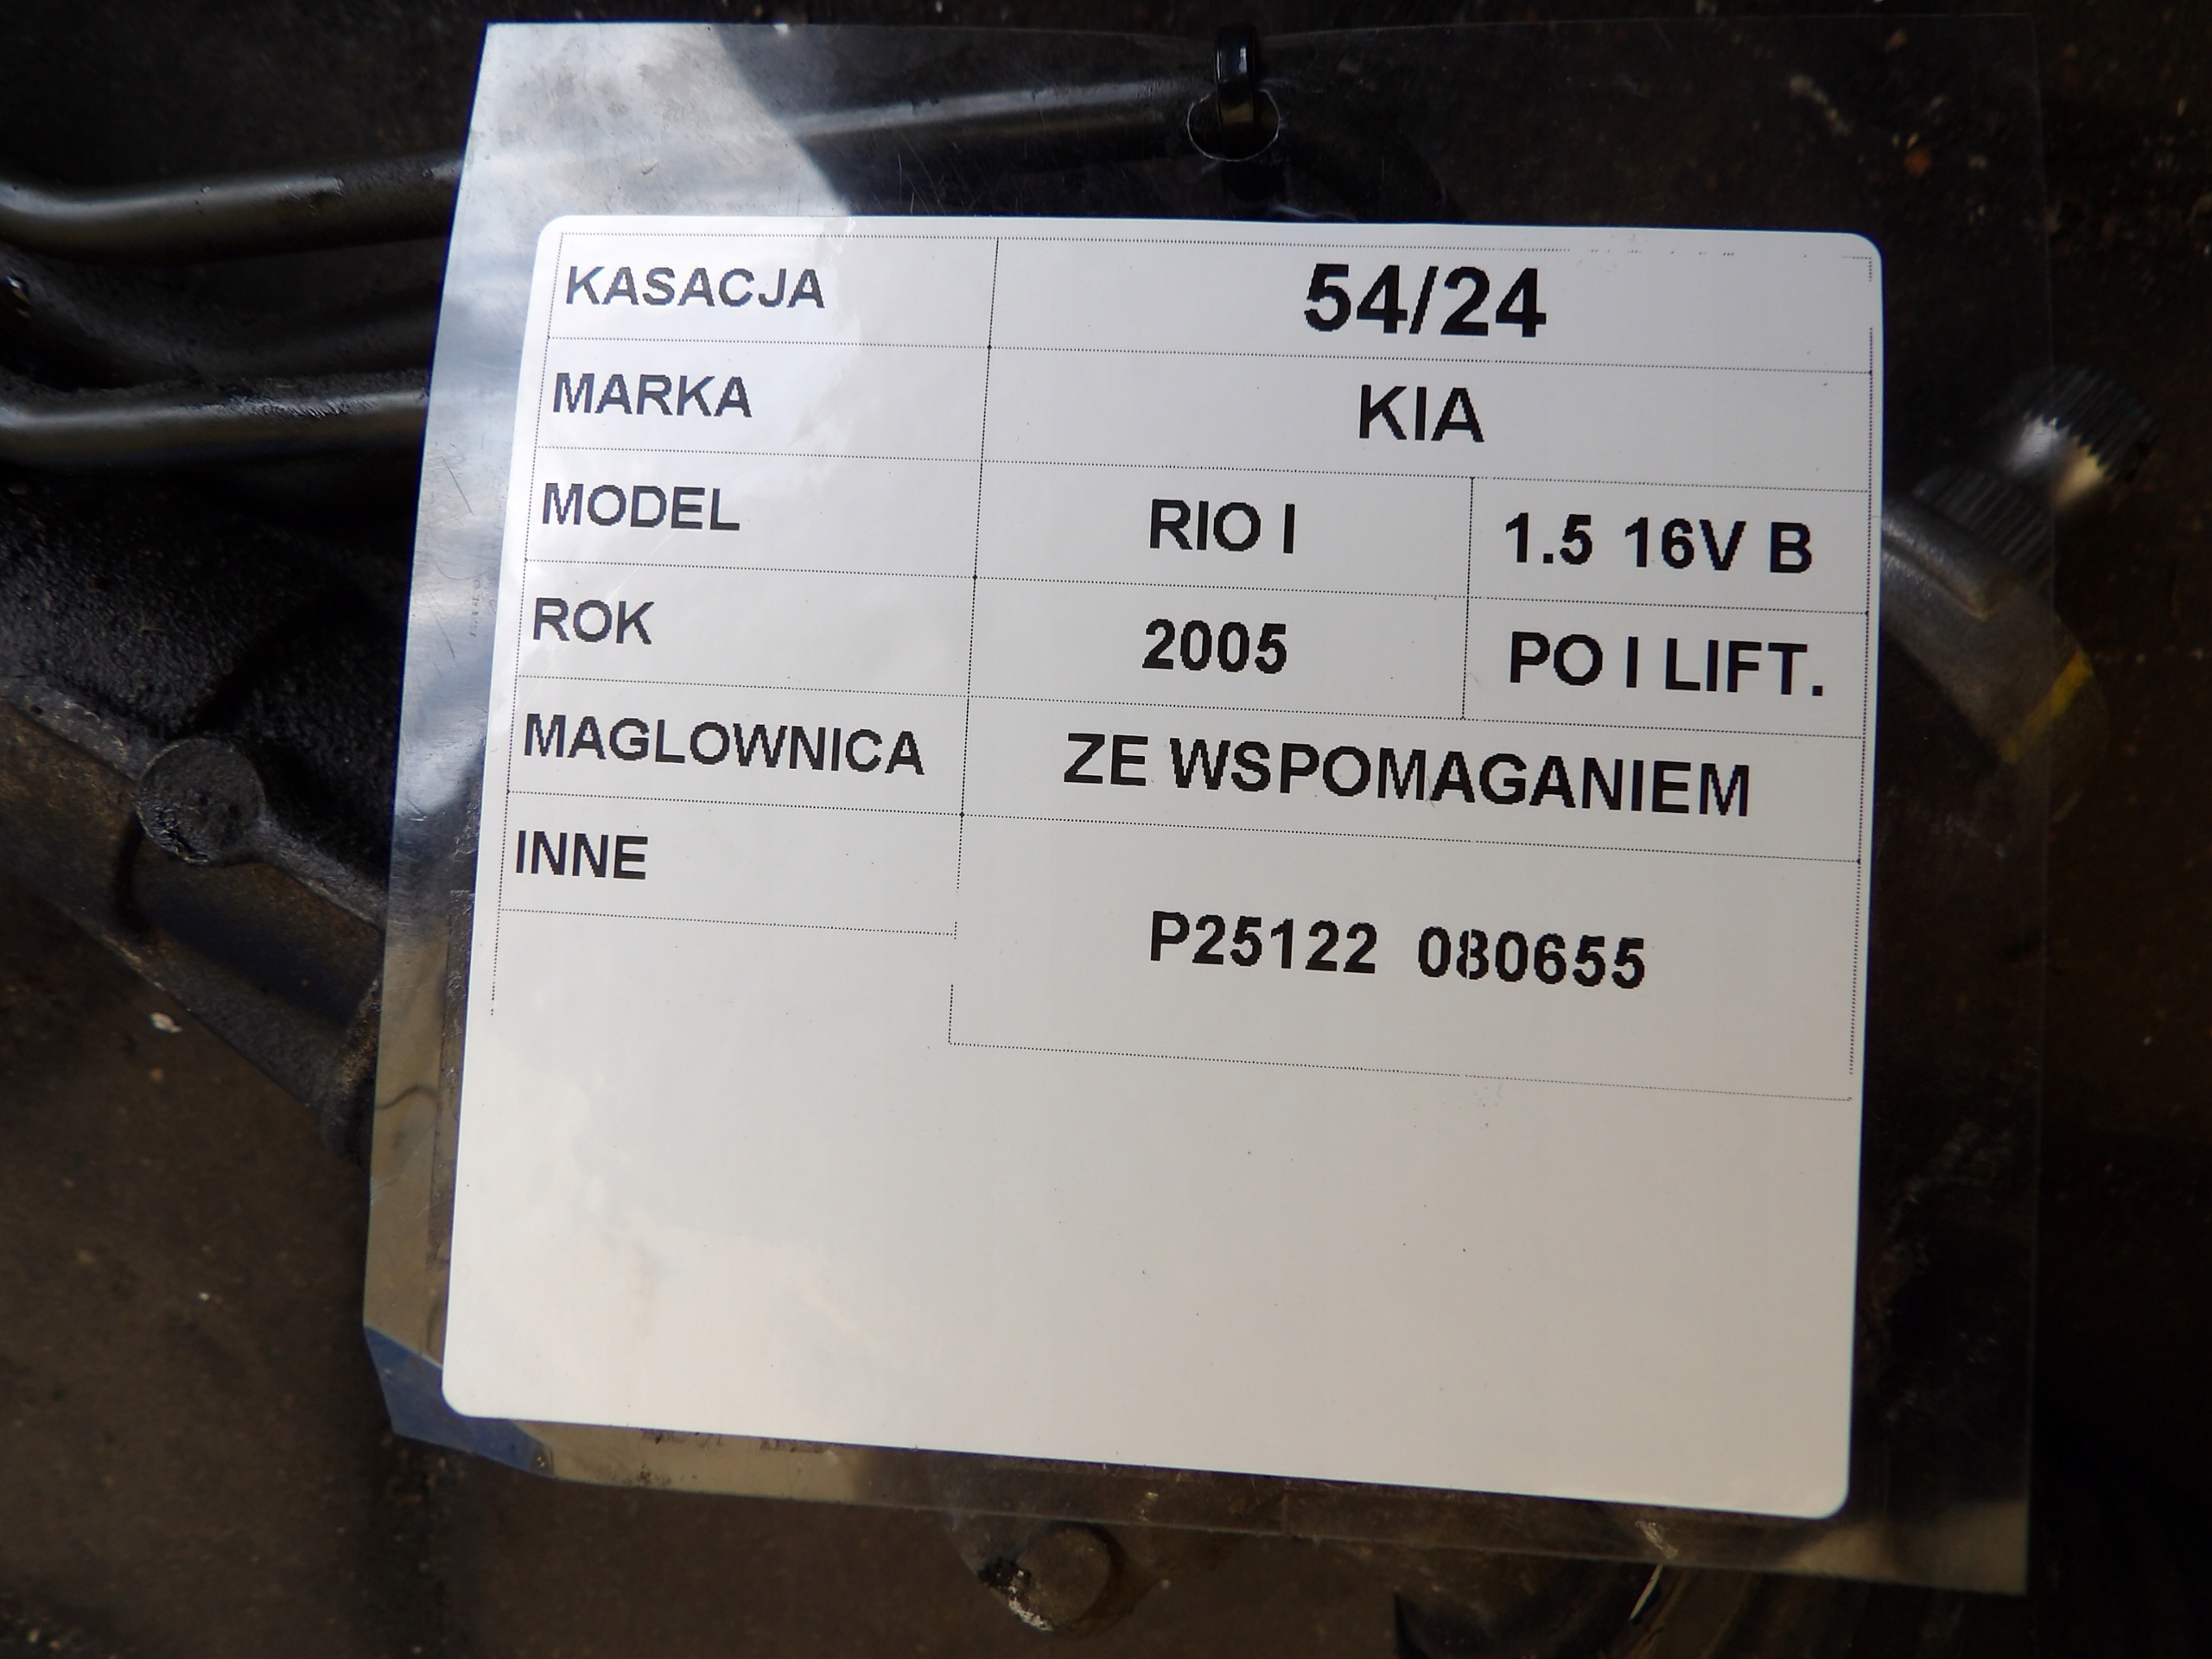 KASACJA 54/24
MARKA KIA
MODEL RIO I 1.5 16V B
ROK 2005 PO I LIFT.
MAGLOWNICA ZE WSPOMAGANIEM
INNE
P25122 080655